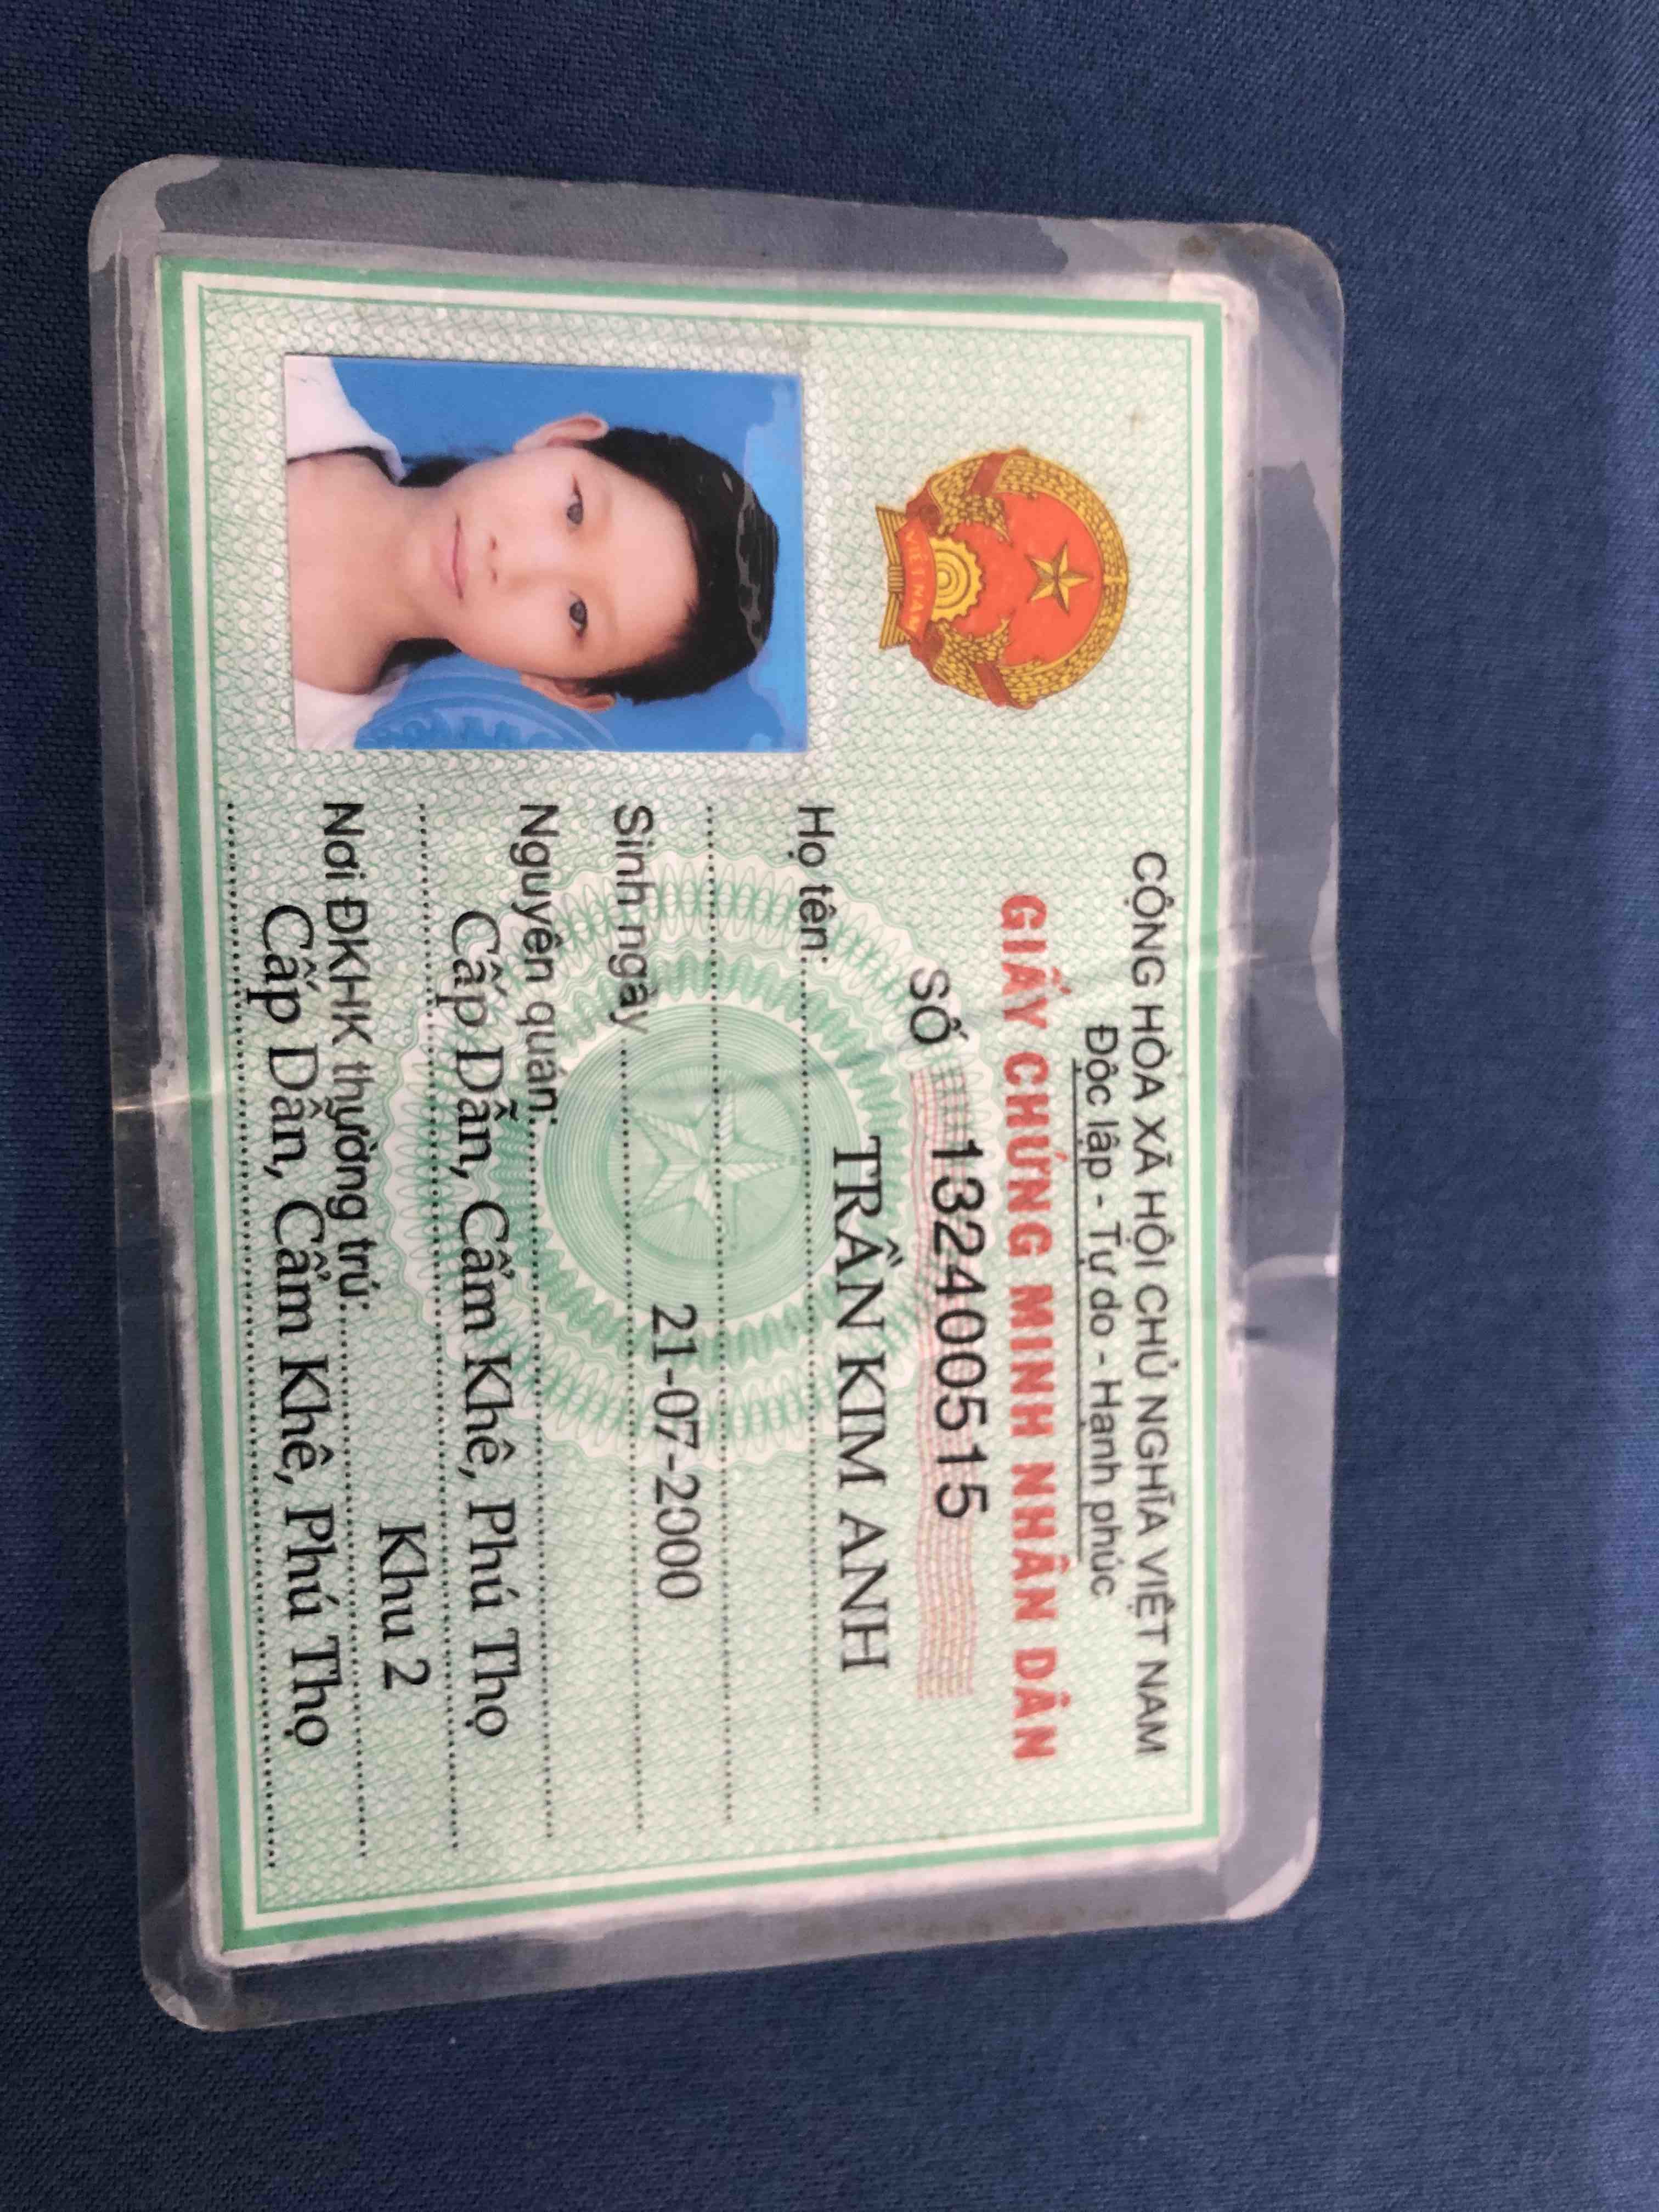 CỘNG HÒA XÃ HỘI CHỦ NGHĨA VIỆT NAM
Độc lập - Tự do - Hạnh phúc
GIẤY CHỨNG MINH NHÂN DÂN
SỐ 132400515
VIỆT NAM
Họ tên: TRẦN KIM ANH
Sinh ngày 21-07-2000
Nguyên quán:
Cấp Dẫn, Cẩm Khê, Phú Thọ
Nơi ĐKHK thường trú: Khu 2
Cấp Dẫn, Cẩm Khê, Phú Thọ